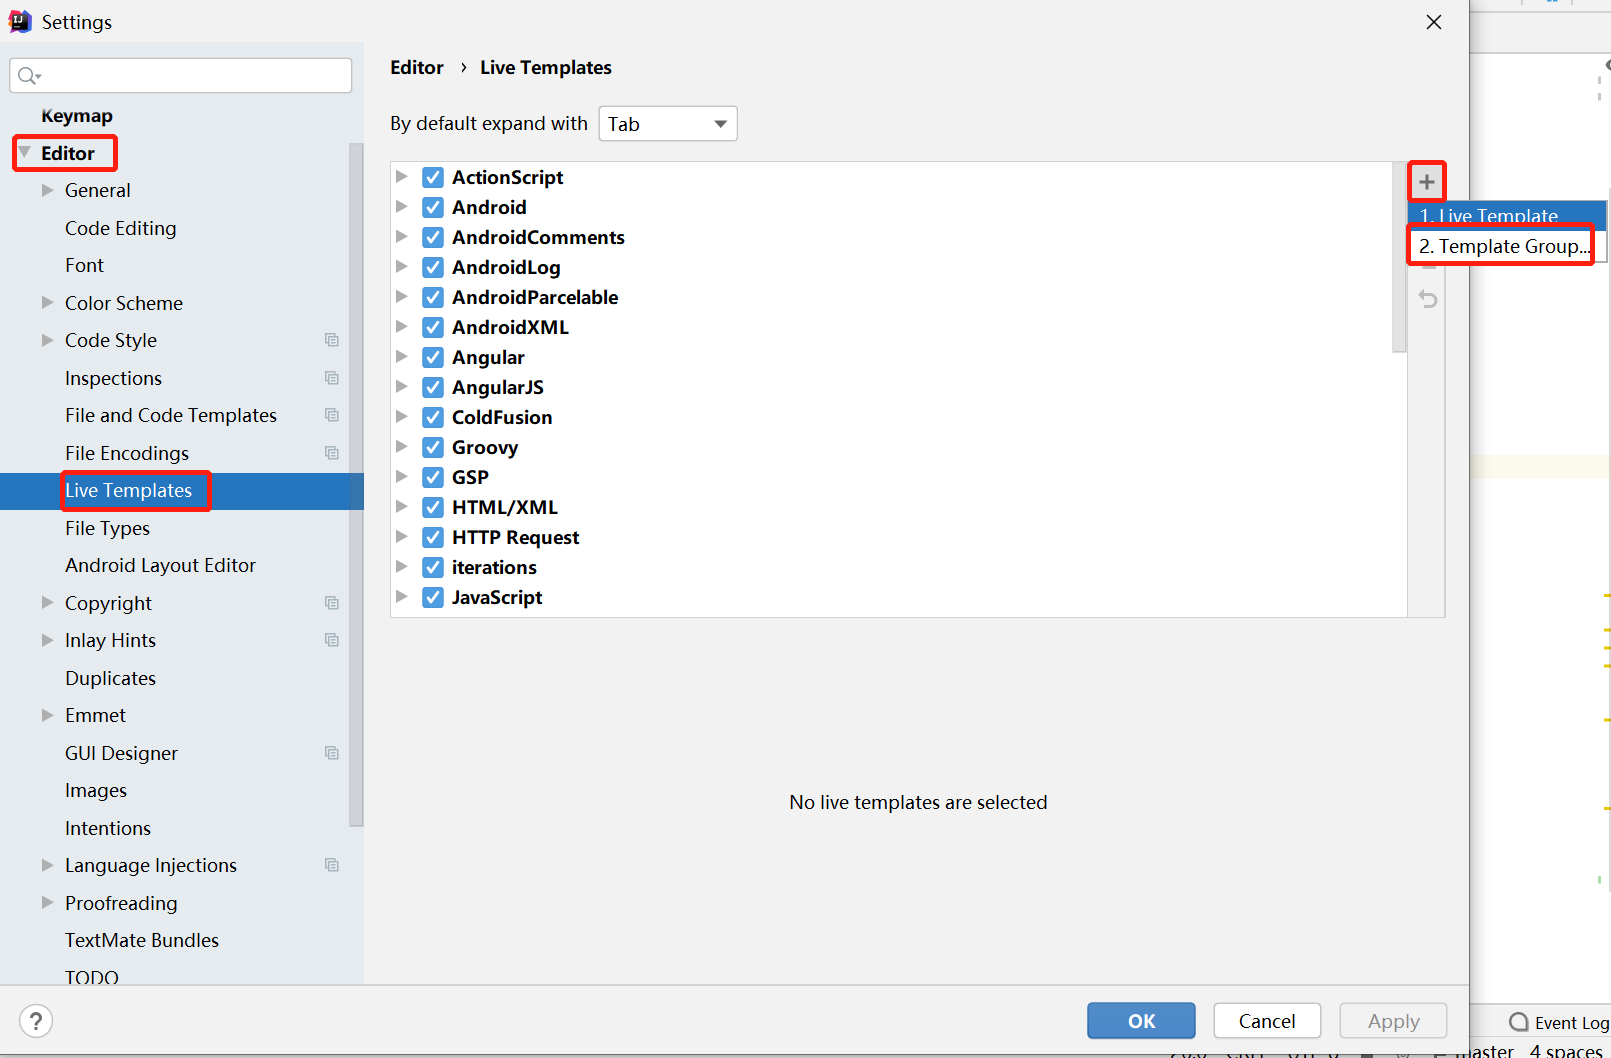 Settings
Keymap
Editor
General
Code Editing
Font
Color Scheme
Code Style
Inspections
File and Code Templates
File Encodings
Live Templates
File Types
Android Layout Editor
Copyright
Inlay Hints
Duplicates
Emmet
GUI Designer
Images
Intentions
Language Injections
Proofreading
TextMate Bundles
TODO
Editor › Live Templates
By default expand with Tab
ActionScript
Android
AndroidComments
AndroidLog
AndroidParcelable
AndroidXML
Angular
AngularJS
ColdFusion
Groovy
GSP
HTML/XML
HTTP Request
iterations
JavaScript
+
1. Live Template
2. Template Group...
No live templates are selected
?
OK
Cancel
Apply
Event Log
master 4 spaces